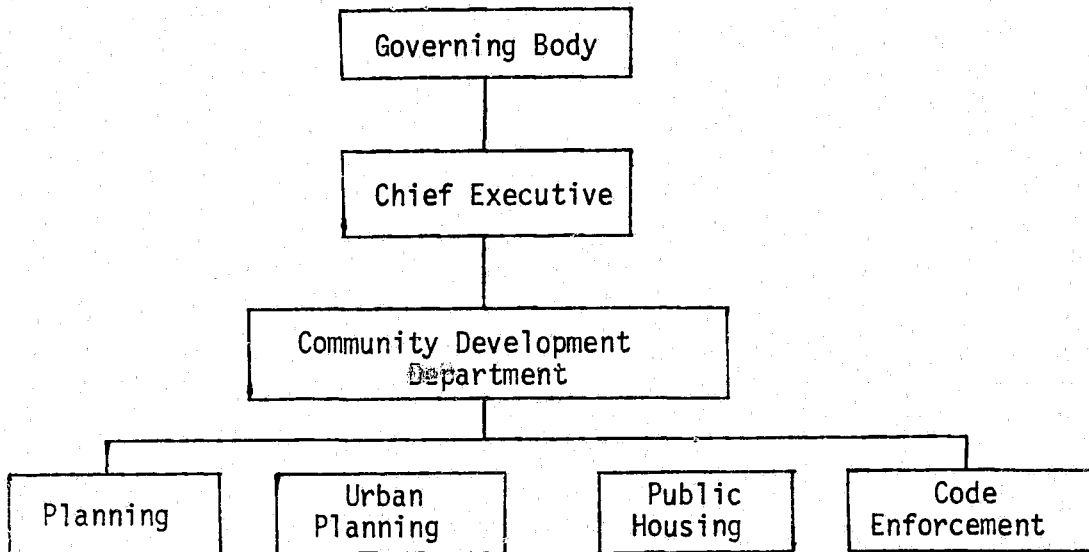 Governing Body
Chief Executive
Community Development
Department
Planning
Urban
Planning
Public
Housing
Code
Enforcement